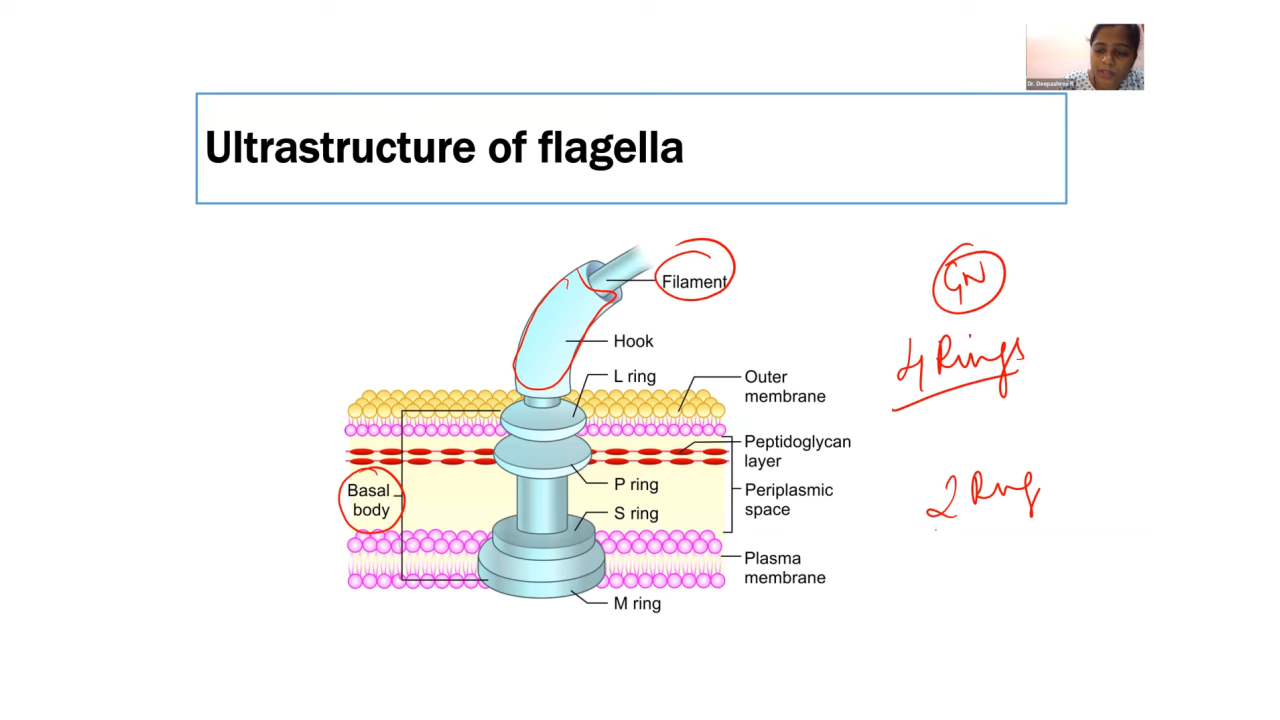 Dr. Deepashree R
Ultrastructure of flagella
Filament
Hook
L ring
Outer
membrane
Peptidoglycan
layer
P ring
Basal
body
Periplasmic
space
S ring
Plasma
membrane
M ring
GN
4 Rings
2 Ring